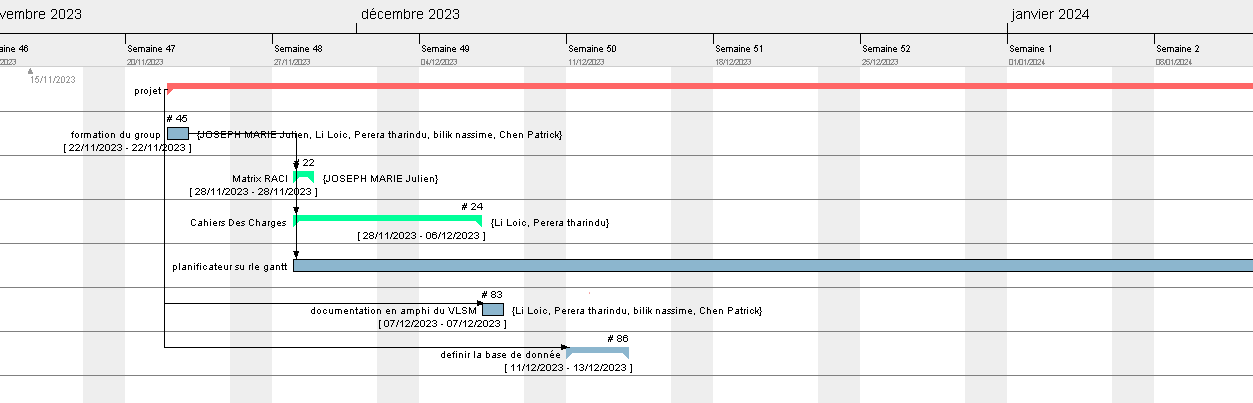 vembre 2023
décembre 2023
janvier 2024
aine 46
Semaine 47
Semaine 48
Semaine 49
Semaine 50
Semaine 51
Semaine 52
Semaine 1
Semaine 2
2023
20/11/2023
27/11/2023
04/12/2023
11/12/2023
18/12/2023
25/12/2023
01/01/2024
08/01/2024
15/11/2023
projet
# 45
formation du group
{JOSEPH MARIE Julien, Li Loic, Perera tharindu, bilik nassime, Chen Patrick}
[ 22/11/2023 - 22/11/2023 ]
# 22
Matrix RACI
{JOSEPH MARIE Julien}
[ 28/11/2023 - 28/11/2023 ]
# 24
Cahiers Des Charges
{Li Loic, Perera tharindu}
[ 28/11/2023 - 06/12/2023 ]
planificateur su rle gantt
# 83
documentation en amphi du VLSM
{Li Loic, Perera tharindu, bilik nassime, Chen Patrick}
[ 07/12/2023 - 07/12/2023 ]
# 86
definir la base de donnée
[ 11/12/2023 - 13/12/2023 ]